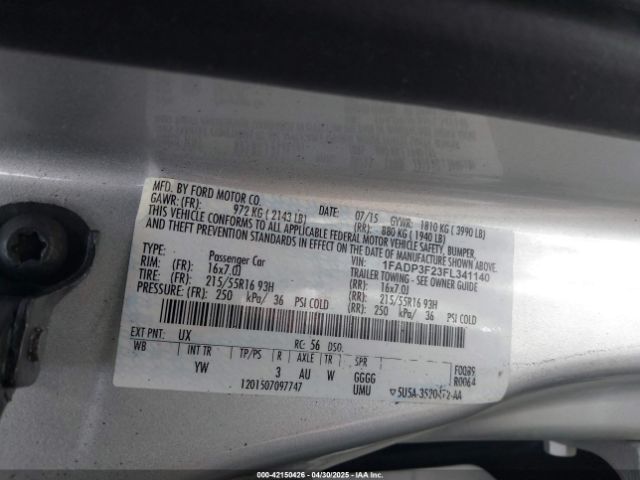 MFD. BY FORD MOTOR CO.
DATE: 07/15 GVWR: 1810 KG (3990 LB)
GAWR: (FR): 972 KG (2143 LB) (RR): 880 KG (1940 LB)
THIS VEHICLE CONFORMS TO ALL APPLICABLE FEDERAL MOTOR VEHICLE SAFETY, BUMPER,
AND THEFT PREVENTION STANDARDS IN EFFECT ON THE DATE OF MANUFACTURE SHOWN ABOVE.
VIN: 1FADP3F23FL341140
TYPE: Passenger Car TRAILER TOWING - SEE OWNER GUIDE
RIM: (FR): 16x7.0J (RR): 16x7.0J
TIRE: (FR): 215/55R16 93H (RR): 215/55R16 93H
PRESSURE: (FR): 250 kPa/ 36 PSI COLD (RR): 250 kPa/ 36 PSI COLD
EXT PNT: UX RC: 56 DSO:
WB INT TR TP/PS R AXLE TR SPR
YW 3 AU W GGGG
F0089
R0064
1201507097747 UMU 5U5A-3520472-AA
000-42150426 - 04/30/2025 - IAAI.COM